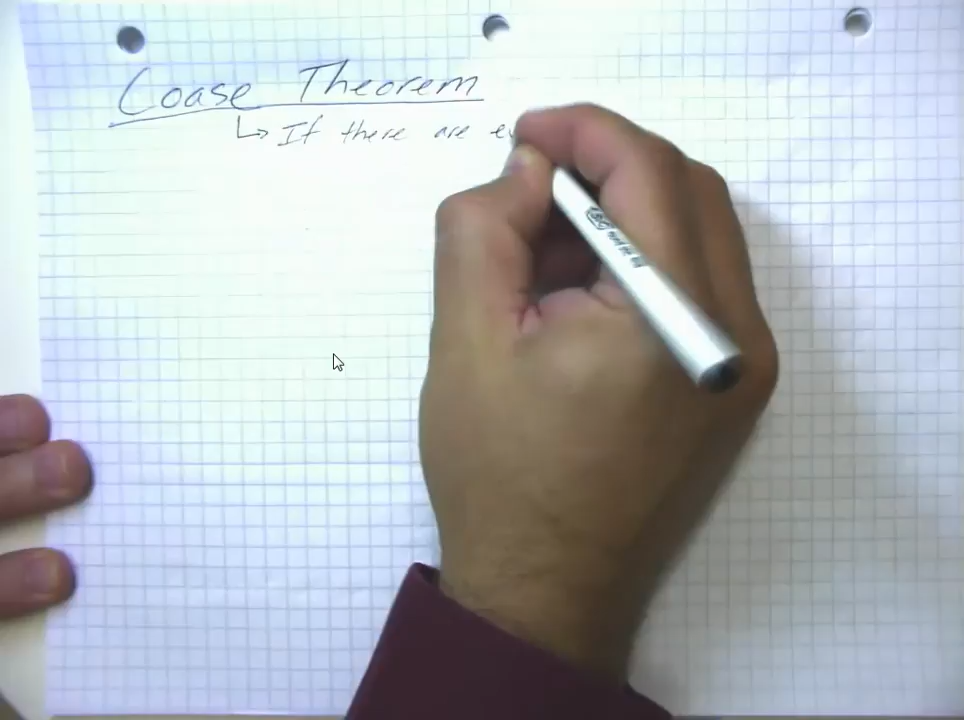 Coase Theorem
↳ If there are